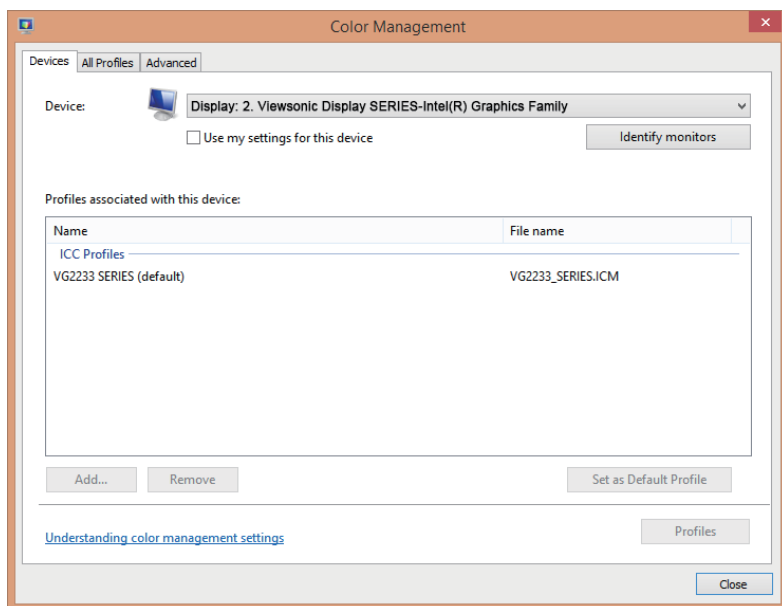 Color Management
Devices All Profiles Advanced
Device: Display: 2. Viewsonic Display SERIES-Intel(R) Graphics Family
Use my settings for this device Identify monitors
Profiles associated with this device:
Name File name
ICC Profiles
VG2233 SERIES (default) VG2233_SERIES.ICM
Add... Remove Set as Default Profile
Understanding color management settings Profiles
Close